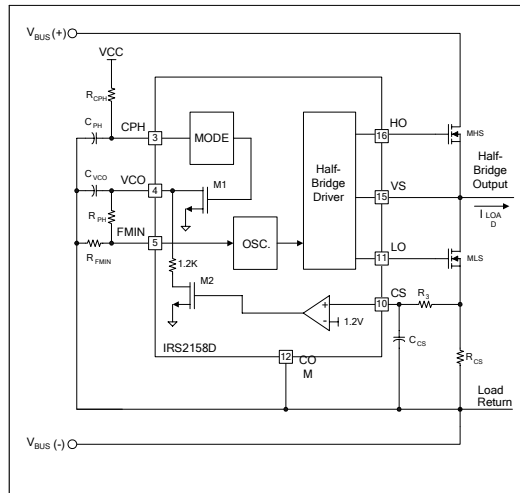 VBUS (+)
VCC
RCPH
CPH
CPH
3
MODE
16
HO
MHS
CVCO
VCO
4
M1
Half-
Bridge
Driver
15
VS
Half-
Bridge
Output
RPH
FMIN
5
OSC.
11
LO
MLS
I LOA
D
RFMIN
1.2K
M2
+
-
1.2V
10
CS
R3
CCS
RCS
IRS2158D
12
CO
M
Load
Return
VBUS (-)